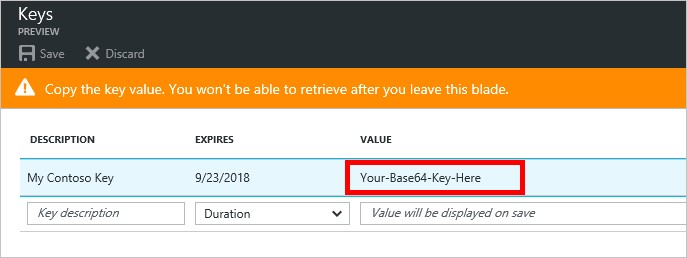 Keys
PREVIEW
Save Discard
Copy the key value. You won't be able to retrieve after you leave this blade.
DESCRIPTION EXPIRES VALUE
My Contoso Key 9/23/2018 Your-Base64-Key-Here
Key description Duration Value will be displayed on save